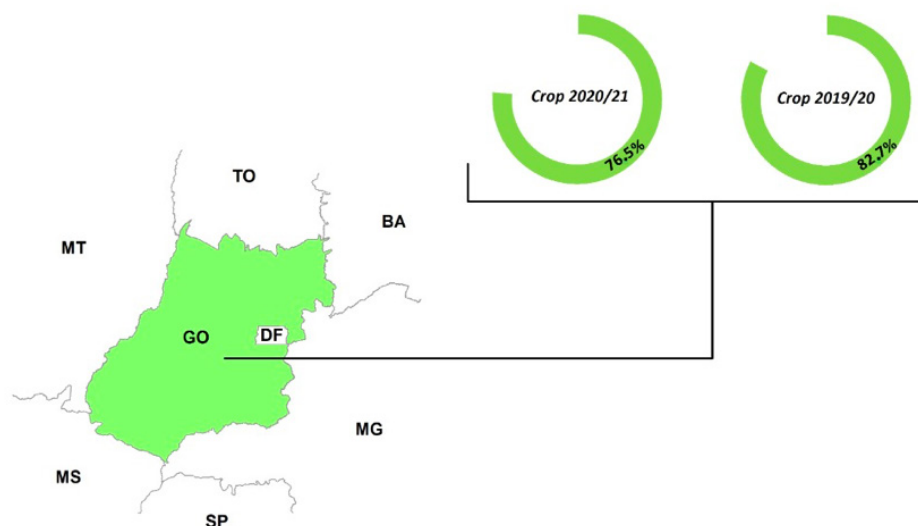 Crop 2020/21
76.5%
Crop 2019/20
82.7%
TO
BA
MT
GO
DF
MG
MS
SP